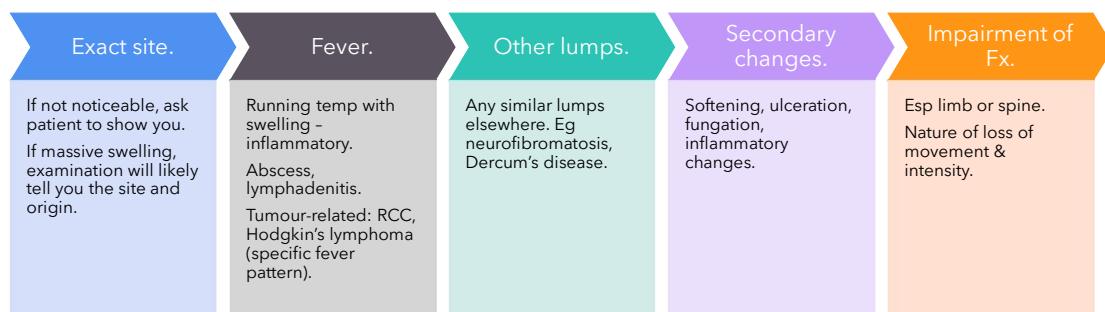 Exact site.
If not noticeable, ask
patient to show you.
If massive swelling,
examination will likely
tell you the site and
origin.
Fever.
Running temp with
swelling –
inflammatory.
Abscess,
lymphadenitis.
Tumour-related: RCC,
Hodgkin's lymphoma
(specific fever
pattern).
Other lumps.
Any similar lumps
elsewhere. Eg
neurofibromatosis,
Dercum's disease.
Secondary
changes.
Softening, ulceration,
fungation,
inflammatory
changes.
Impairment of
Fx.
Esp limb or spine.
Nature of loss of
movement &
intensity.